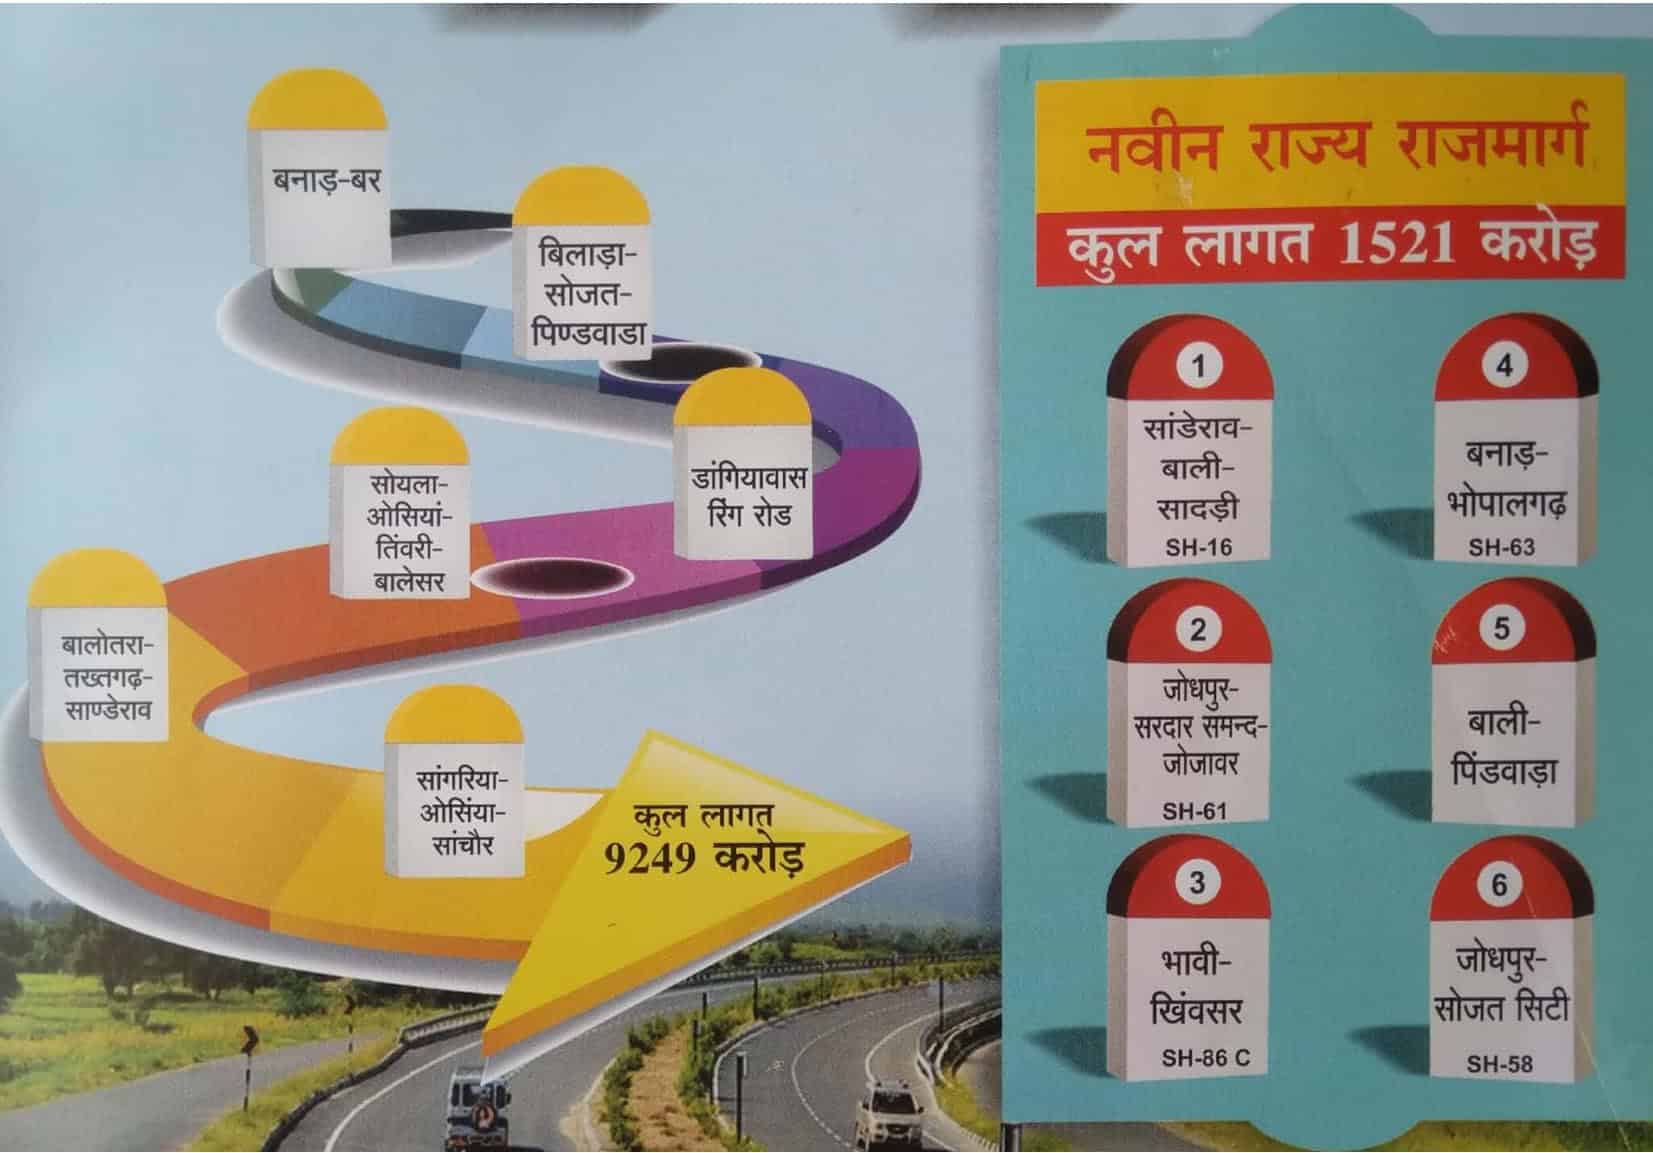 बनाड़-बर
बिलाड़ा-
सोजत-
पिण्डवाडा
डांगियावास
रिंग रोड
सोयला-
ओसियां-
तिंवरी-
बालेसर
बालोतरा-
तख्तगढ़-
साण्डेराव
सांगरिया-
ओसिंया-
सांचौर
कुल लागत
9249 करोड़
नवीन राज्य राजमार्ग
कुल लागत 1521 करोड़
1
सांडेराव-
बाली-
सादड़ी
SH-16
2
जोधपुर-
सरदार समन्द-
जोजावर
SH-61
3
भावी-
खिंवसर
SH-86 C
4
बनाड़-
भोपालगढ़
SH-63
5
बाली-
पिंडवाड़ा
6
जोधपुर-
सोजत सिटी
SH-58